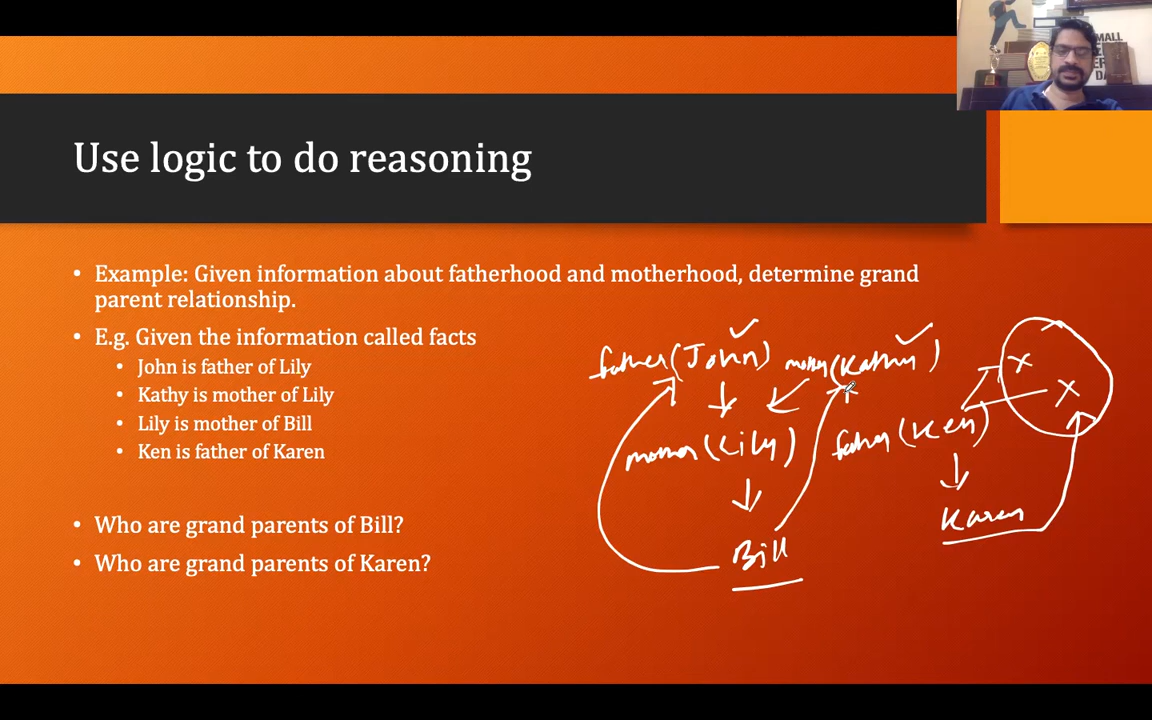 Use logic to do reasoning
• Example: Given information about fatherhood and motherhood, determine grand
parent relationship.
• E.g. Given the information called facts
• John is father of Lily
• Kathy is mother of Lily
• Lily is mother of Bill
• Ken is father of Karen
• Who are grand parents of Bill?
• Who are grand parents of Karen?
father(John) mother(Kathy)
mother(Lily) father(Ken)
Karen
Bill
X
X